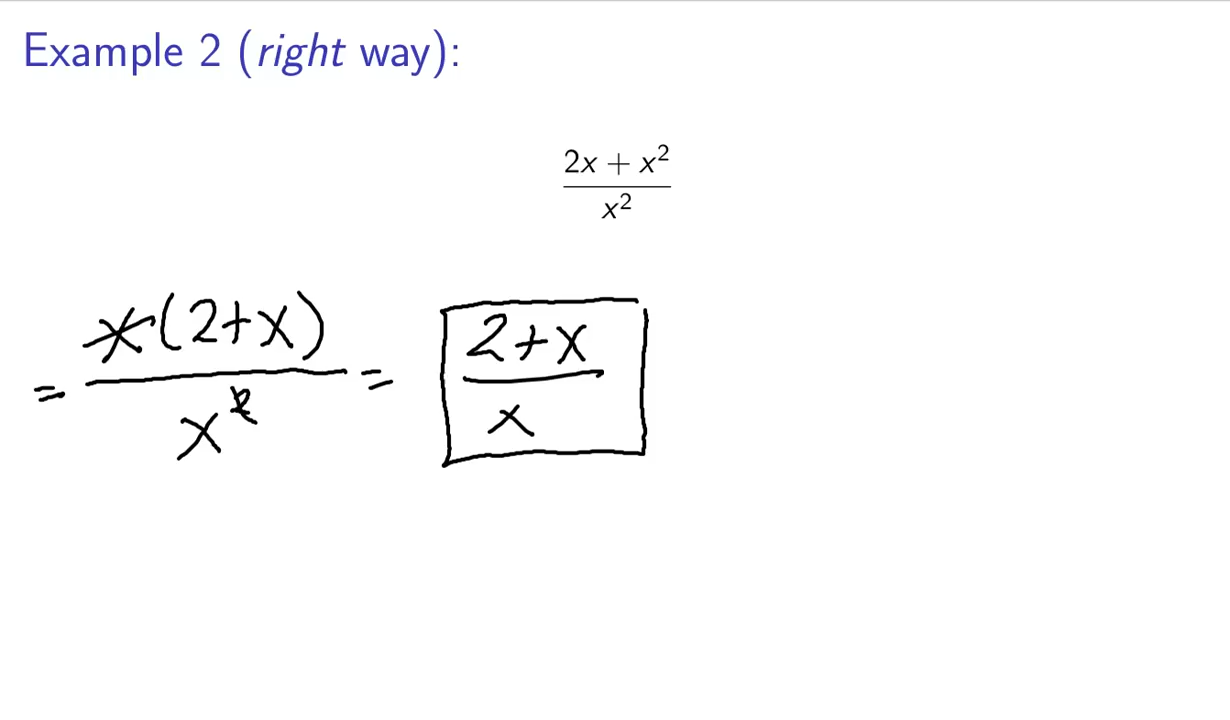 Example 2 (right way):
2x + x²
x²
= x(2+x) / x² = 2+x / x